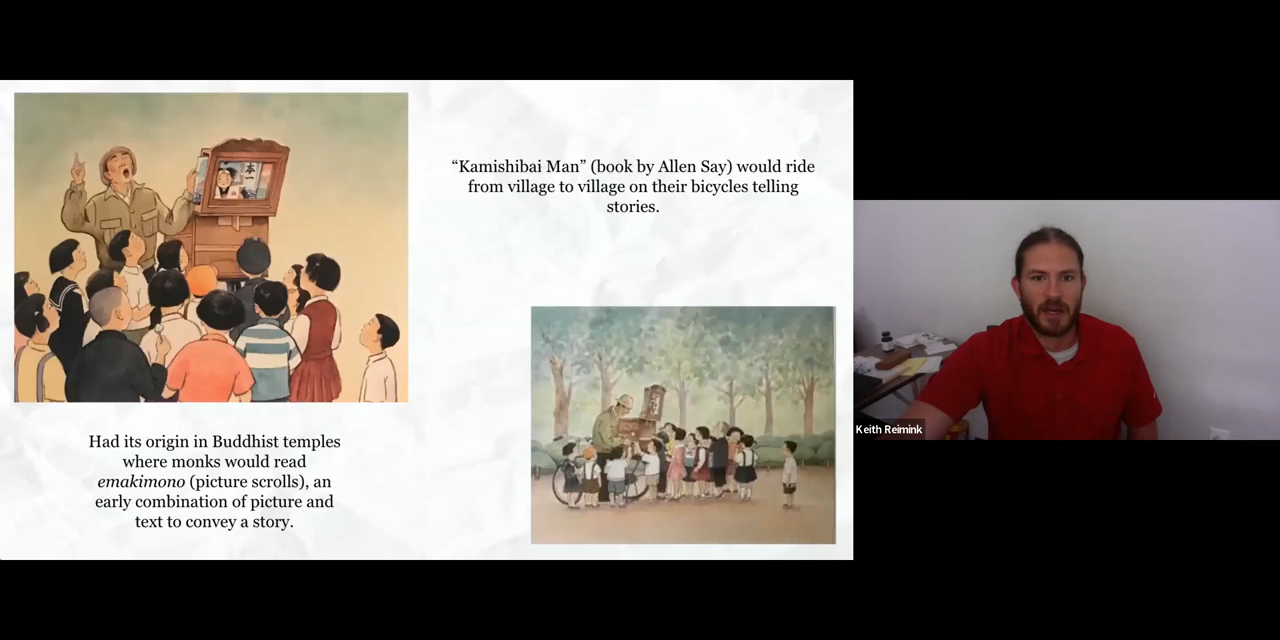 本一
“Kamishibai Man” (book by Allen Say) would ride
from village to village on their bicycles telling
stories.
Had its origin in Buddhist temples
where monks would read
emakimono (picture scrolls), an
early combination of picture and
text to convey a story.
Keith Reimink